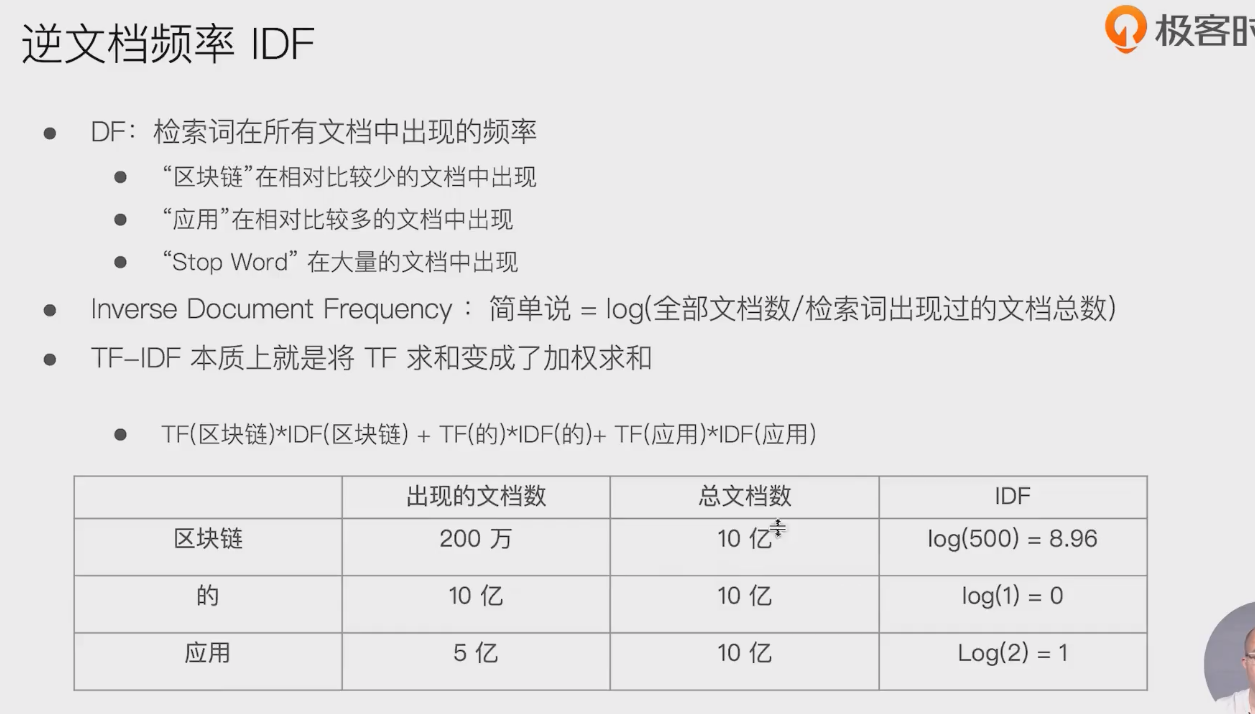 逆文档频率 IDF
极客时
DF：检索词在所有文档中出现的频率
“区块链”在相对比较少的文档中出现
“应用”在相对比较多的文档中出现
“Stop Word” 在大量的文档中出现
Inverse Document Frequency ：简单说 = log(全部文档数/检索词出现过的文档总数)
TF–IDF 本质上就是将 TF 求和变成了加权求和
TF(区块链)*IDF(区块链) + TF(的)*IDF(的)+ TF(应用)*IDF(应用)
出现的文档数 总文档数 IDF
区块链 200 万 10 亿 log(500) = 8.96
的 10 亿 10 亿 log(1) = 0
应用 5 亿 10 亿 Log(2) = 1